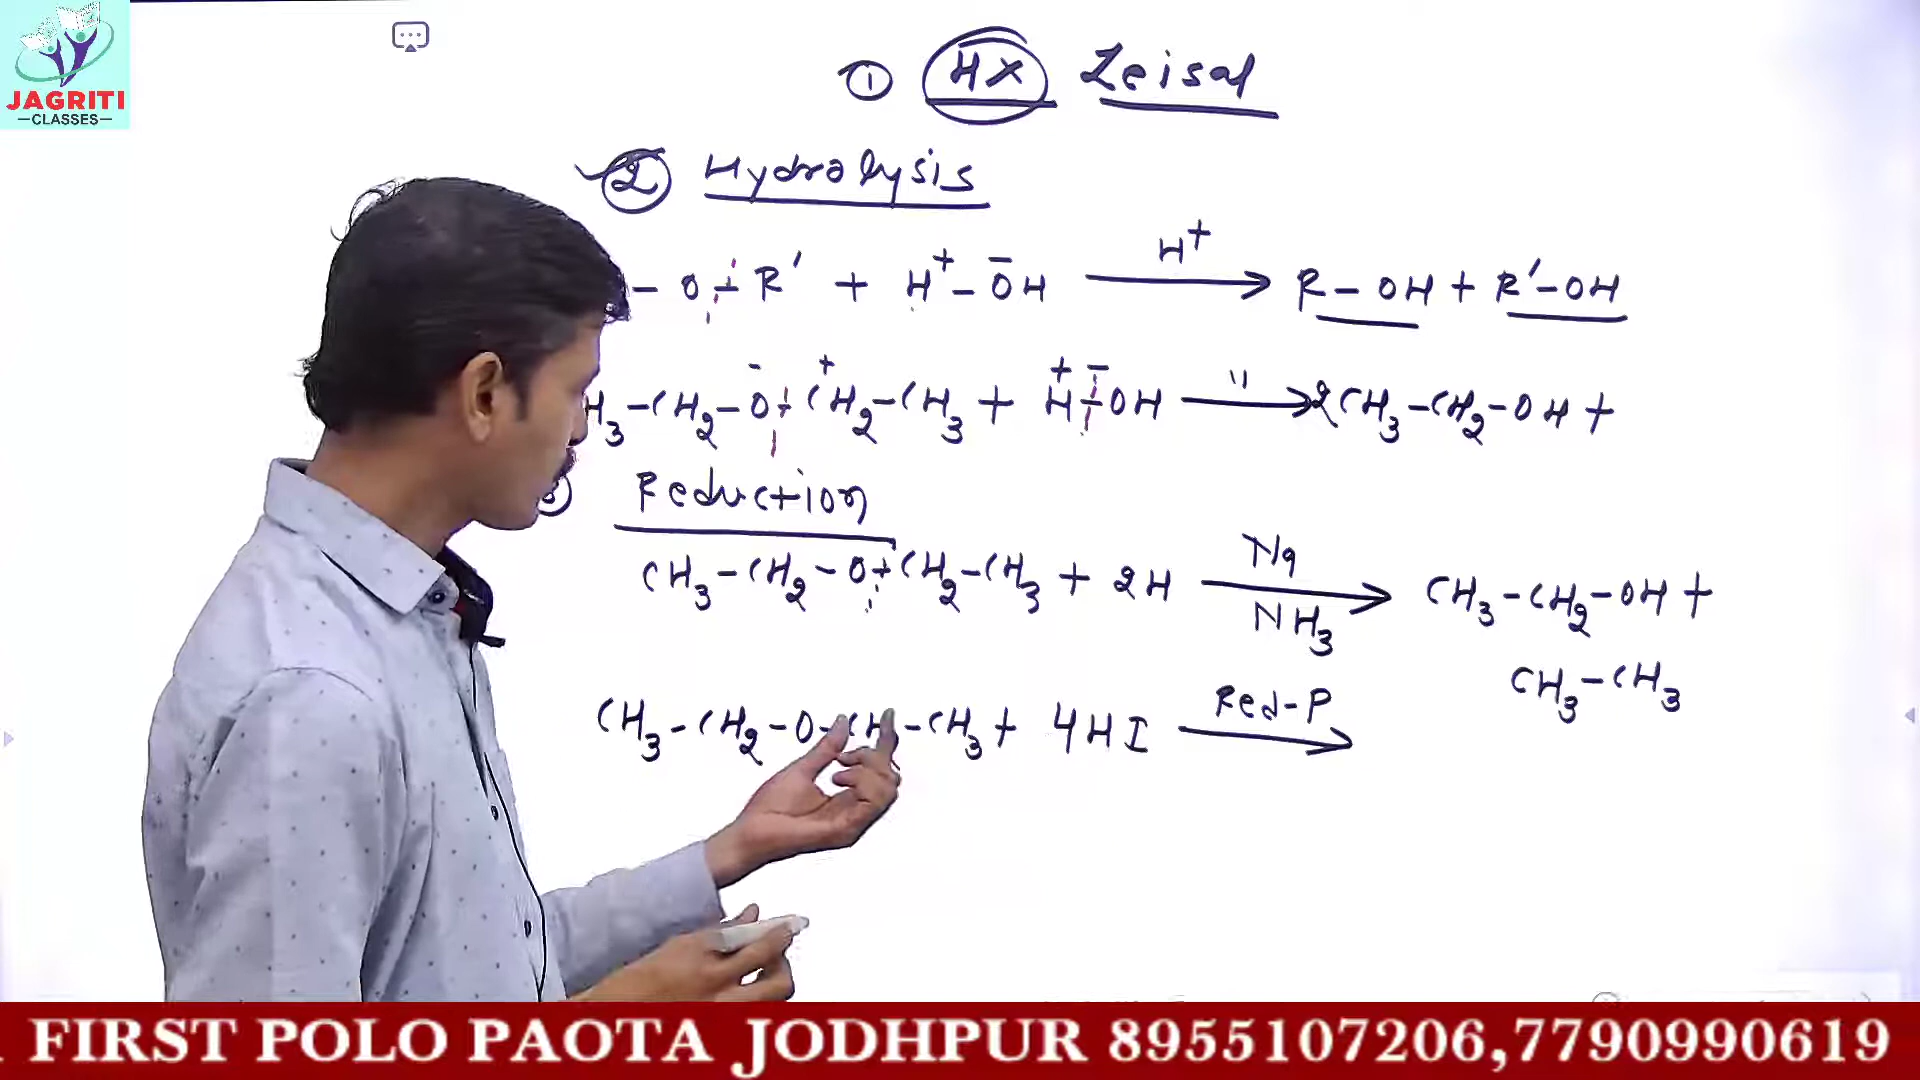 JAGRITI
CLASSES
① HX Zeisal
② Hydrolysis
– O – R' + H⁺ – ⁻OH —H⁺→ R – OH + R' – OH
H₃ – CH₂ – O⁻ – ⁺CH₂ – CH₃ + H⁺ – ⁻OH —〃→ 2CH₃ – CH₂ – OH +
③ Reduction
CH₃ – CH₂ – O – CH₂ – CH₃ + 2H —Na/NH₃→ CH₃ – CH₂ – OH +
CH₃ – CH₃
CH₃ – CH₂ – O – CH₂ – CH₃ + 4HI —Red-P→
FIRST POLO PAOTA JODHPUR 8955107206,7790990619